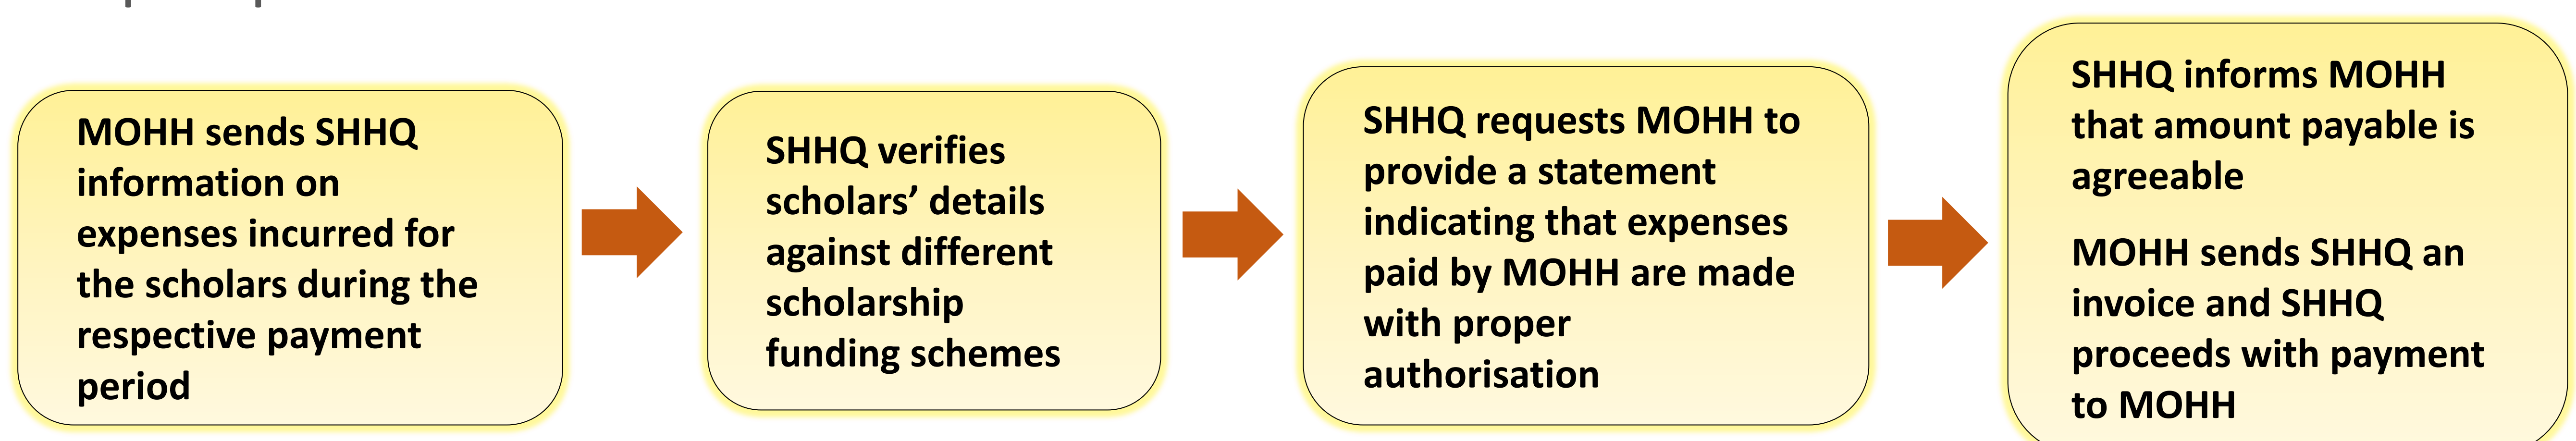 MOHH sends SHHQ
information on
expenses incurred for
the scholars during the
respective payment
period
SHHQ verifies
scholars’ details
against different
scholarship
funding schemes
SHHQ requests MOHH to
provide a statement
indicating that expenses
paid by MOHH are made
with proper
authorisation
SHHQ informs MOHH
that amount payable is
agreeable
MOHH sends SHHQ an
invoice and SHHQ
proceeds with payment
to MOHH